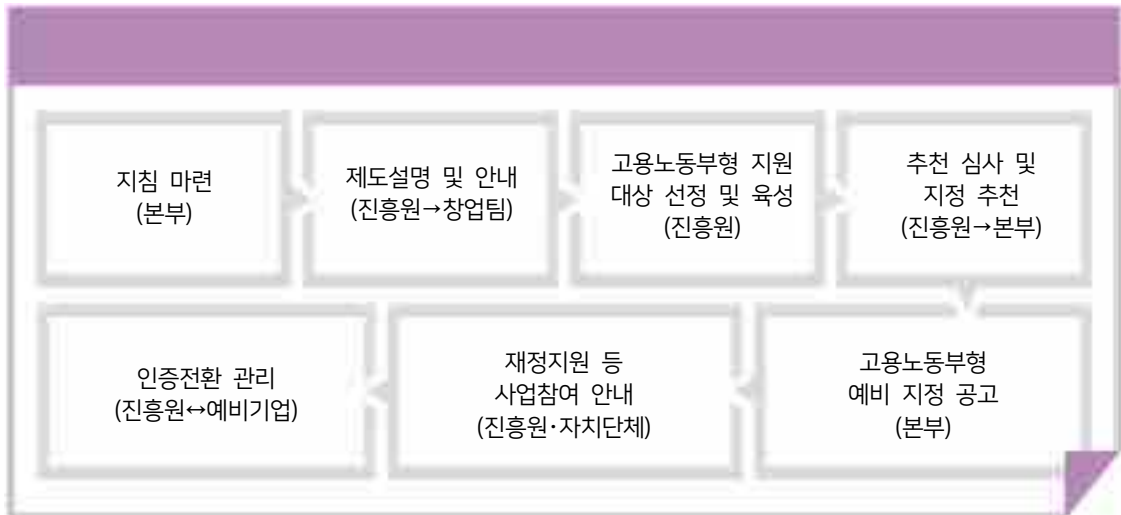 지침 마련
(본부)
제도설명 및 안내
(진흥원→창업팀)
고용노동부형 지원
대상 선정 및 육성
(진흥원)
추천 심사 및
지정 추천
(진흥원→본부)
고용노동부형
예비 지정 공고
(본부)
재정지원 등
사업참여 안내
(진흥원·자치단체)
인증전환 관리
(진흥원↔예비기업)